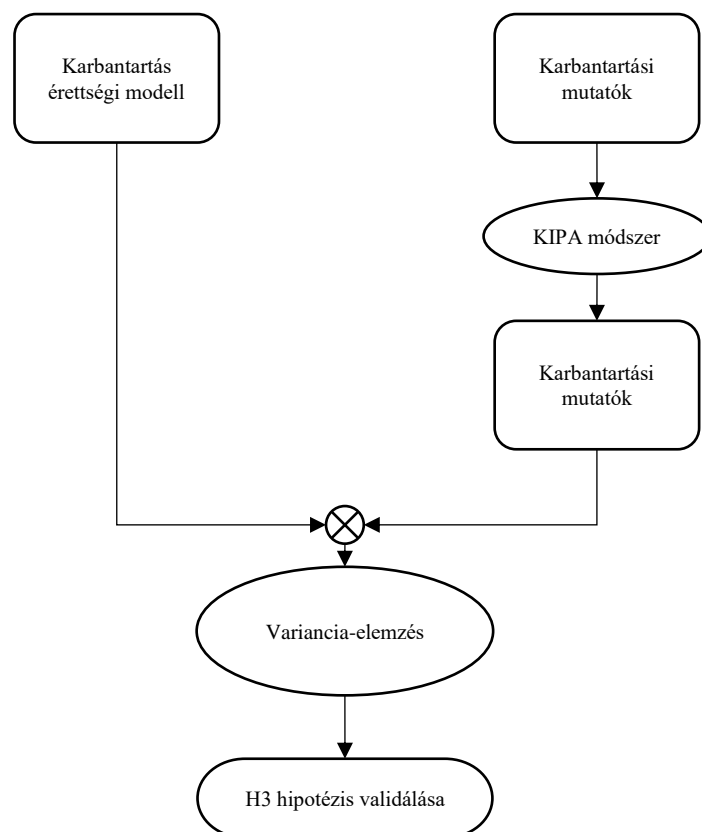 Karbantartás
érettségi modell
Karbantartási
mutatók
KIPA módszer
Karbantartási
mutatók
Variancia-elemzés
H3 hipotézis validálása